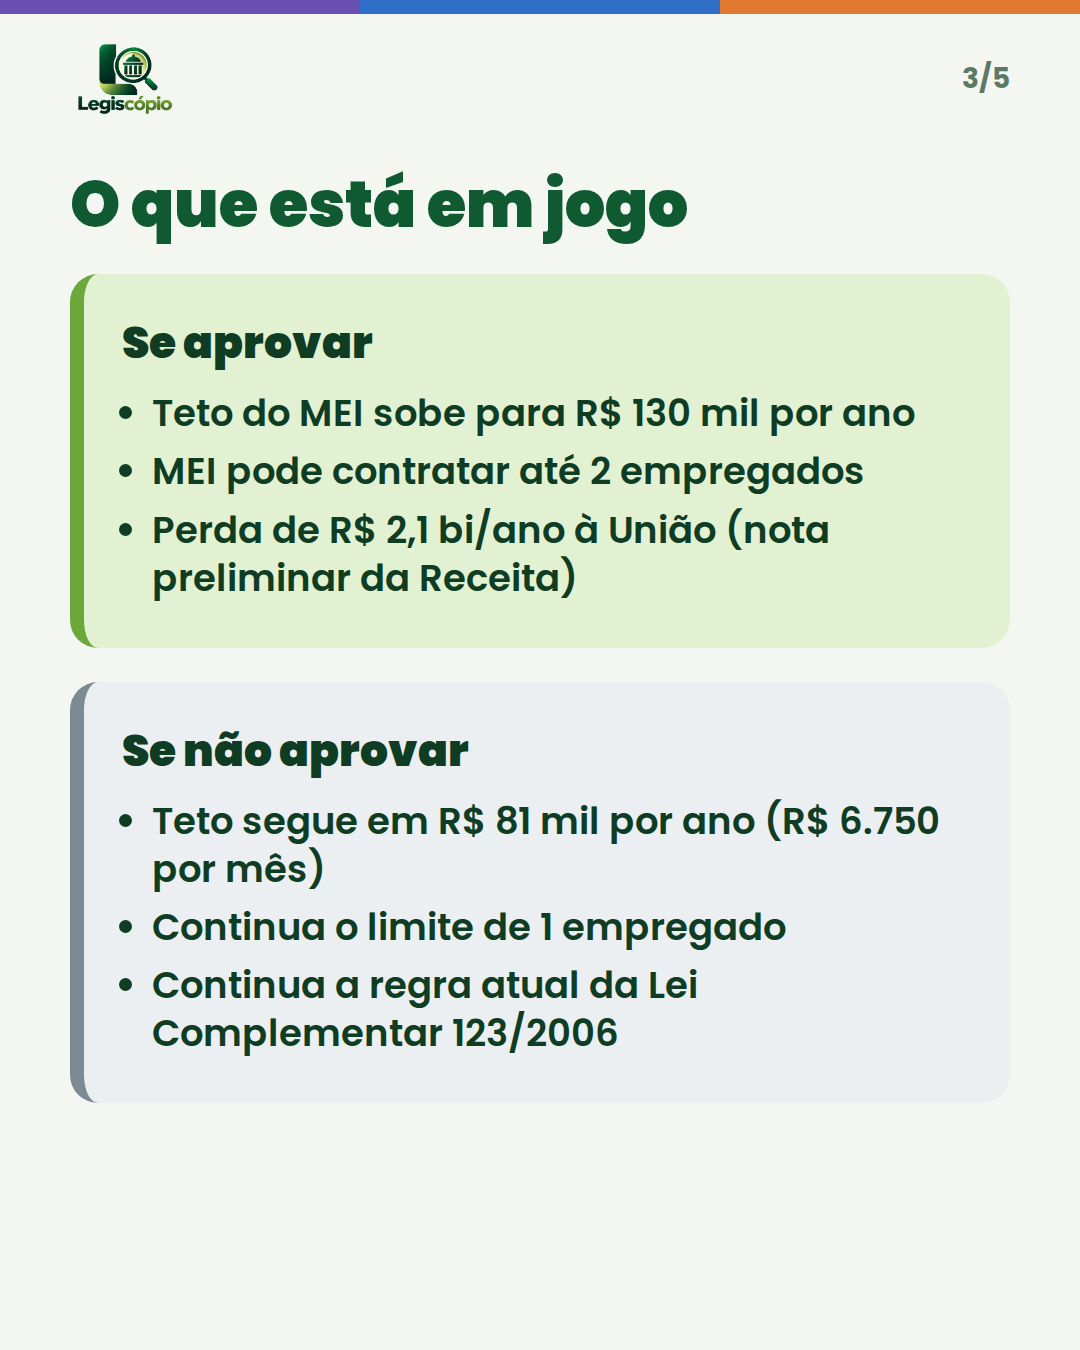 Legiscópio
3/5
O que está em jogo
Se aprovar
• Teto do MEI sobe para R$ 130 mil por ano
• MEI pode contratar até 2 empregados
• Perda de R$ 2,1 bi/ano à União (nota
preliminar da Receita)
Se não aprovar
• Teto segue em R$ 81 mil por ano (R$ 6.750
por mês)
• Continua o limite de 1 empregado
• Continua a regra atual da Lei
Complementar 123/2006